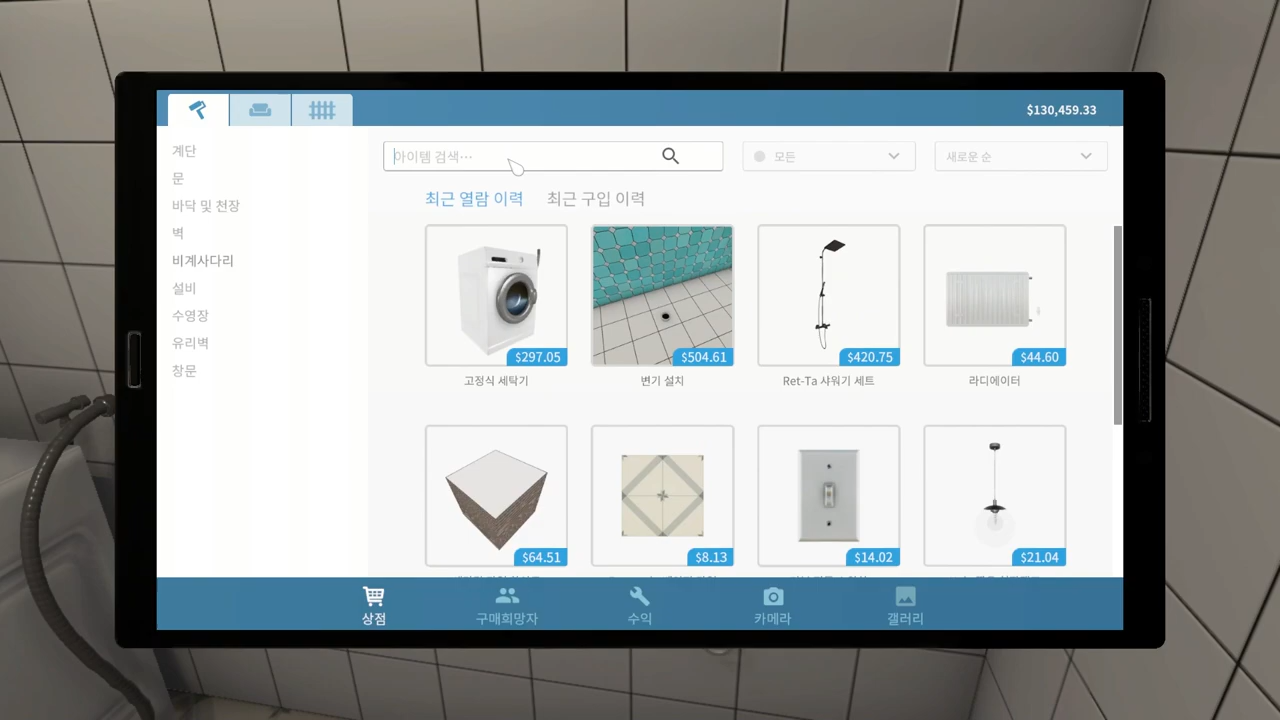 $130,459.33
계단
문
바닥 및 천장
벽
비계사다리
설비
수영장
유리벽
창문
아이템 검색…
모든
새로운 순
최근 열람 이력
최근 구입 이력
$297.05
$504.61
$420.75
$44.60
고정식 세탁기
변기 설치
Ret-Ta 샤워기 세트
라디에이터
$64.51
$8.13
$14.02
$21.04
상점
구매희망자
수익
카메라
갤러리